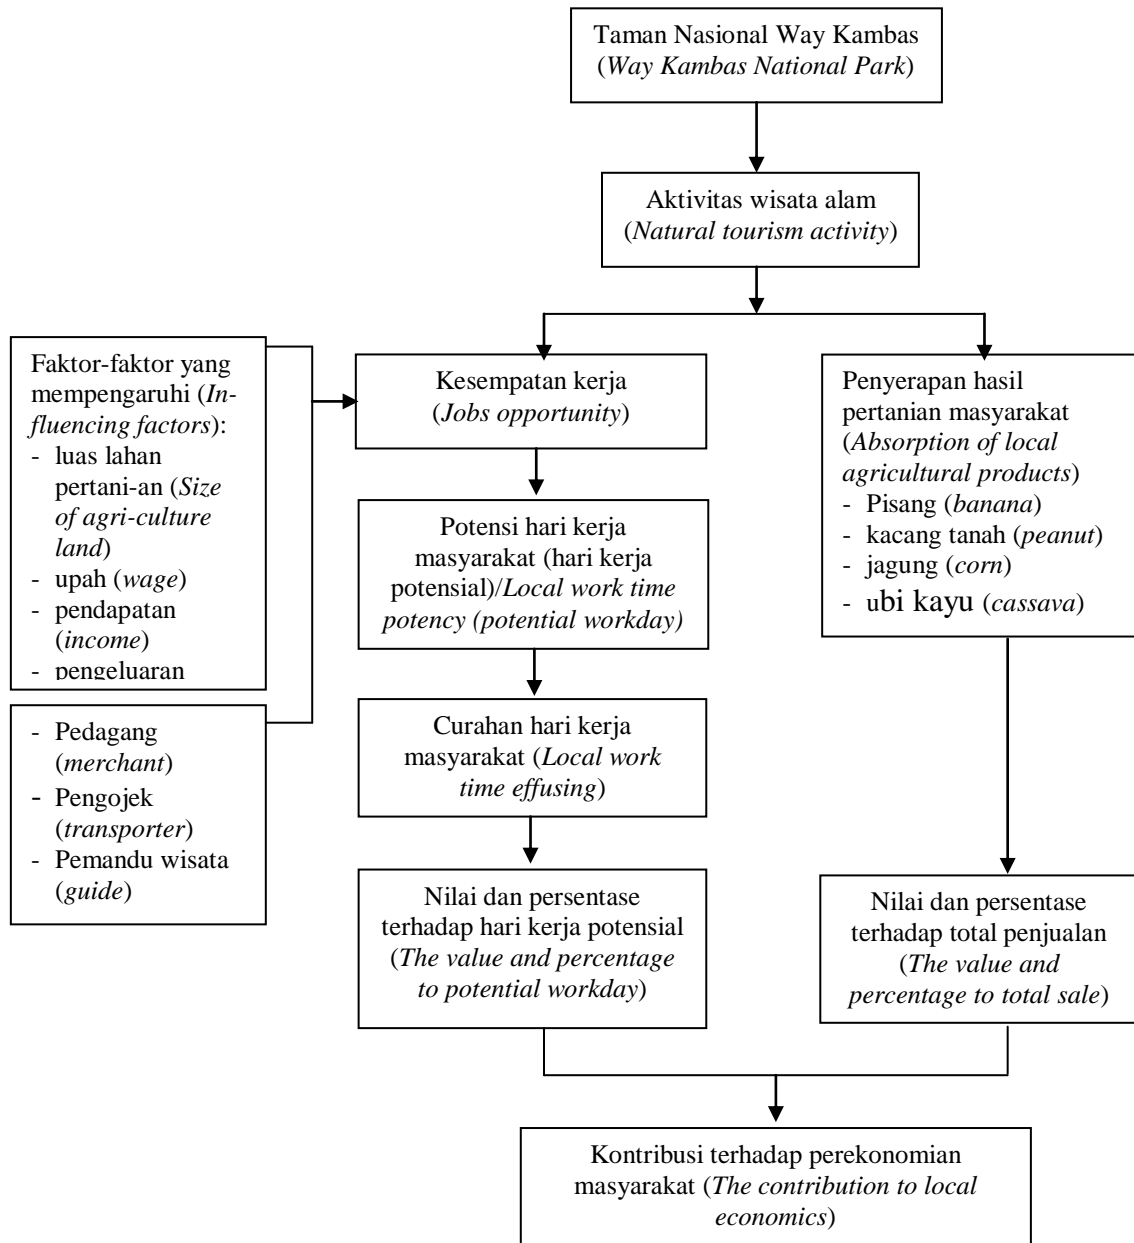 Taman Nasional Way Kambas
(Way Kambas National Park)
Aktivitas wisata alam
(Natural tourism activity)
Faktor-faktor yang
mempengaruhi (In-
fluencing factors):
- luas lahan
pertani-an (Size
of agri-culture
land)
- upah (wage)
- pendapatan
(income)
- pengeluaran
- Pedagang
(merchant)
- Pengojek
(transporter)
- Pemandu wisata
(guide)
Kesempatan kerja
(Jobs opportunity)
Potensi hari kerja
masyarakat (hari kerja
potensial)/Local work time
potency (potential workday)
Curahan hari kerja
masyarakat (Local work
time effusing)
Nilai dan persentase
terhadap hari kerja potensial
(The value and percentage
to potential workday)
Penyerapan hasil
pertanian masyarakat
(Absorption of local
agricultural products)
- Pisang (banana)
- kacang tanah (peanut)
- jagung (corn)
- ubi kayu (cassava)
Nilai dan persentase
terhadap total penjualan
(The value and
percentage to total sale)
Kontribusi terhadap perekonomian
masyarakat (The contribution to local
economics)